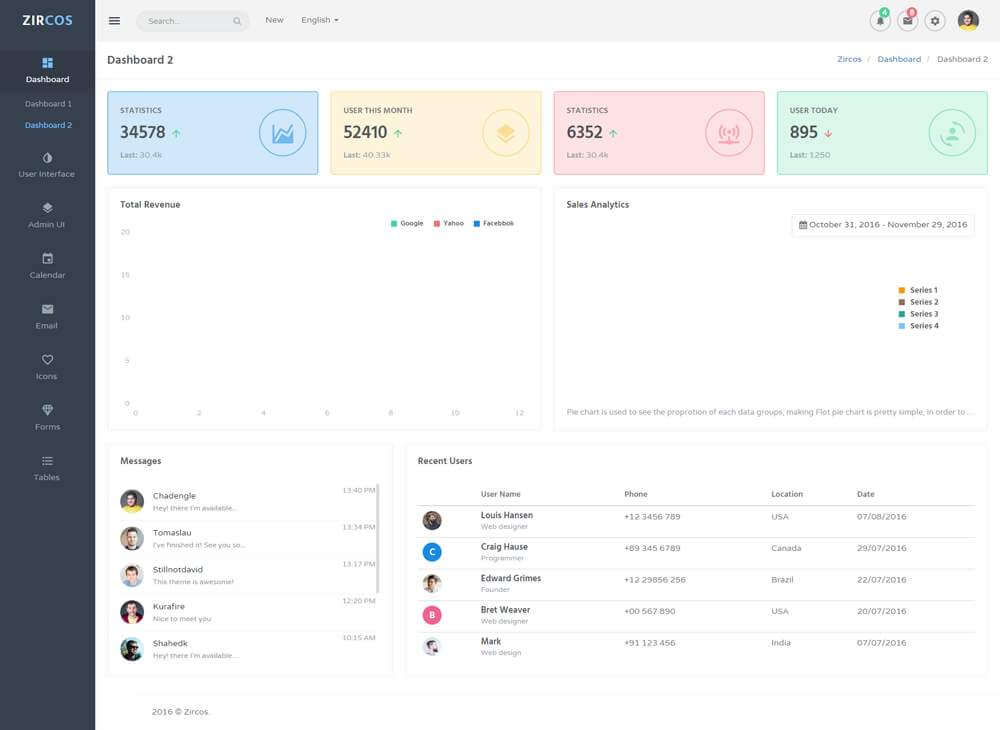 ZIRCOS
Search...
New
English
4
8
Dashboard
Dashboard 1
Dashboard 2
User Interface
Admin UI
Calendar
Email
Icons
Forms
Tables
Dashboard 2
Zircos / Dashboard / Dashboard 2
STATISTICS
34578
Last: 30.4k
USER THIS MONTH
52410
Last: 40.33k
STATISTICS
6352
Last: 30.4k
USER TODAY
895
Last: 1250
Total Revenue
Google Yahoo Facebbok
20
15
10
5
0
0 2 4 6 8 10 12
Sales Analytics
October 31, 2016 - November 29, 2016
Series 1
Series 2
Series 3
Series 4
Pie chart is used to see the proprotion of each data groups, making Flot pie chart is pretty simple, in order to ...
Messages
Chadengle 13:40 PM
Hey! there I'm available...
Tomaslau 13:34 PM
I've finished it! See you so...
Stillnotdavid 13:17 PM
This theme is awesome!
Kurafire 12:20 PM
Nice to meet you
Shahedk 10:15 AM
Hey! there I'm available...
Recent Users
User Name Phone Location Date
Louis Hansen +12 3456 789 USA 07/08/2016
Web designer
C Craig Hause +89 345 6789 Canada 29/07/2016
Programmer
Edward Grimes +12 29856 256 Brazil 22/07/2016
Founder
B Bret Weaver +00 567 890 USA 20/07/2016
Web designer
Mark +91 123 456 India 07/07/2016
Web design
2016 © Zircos.